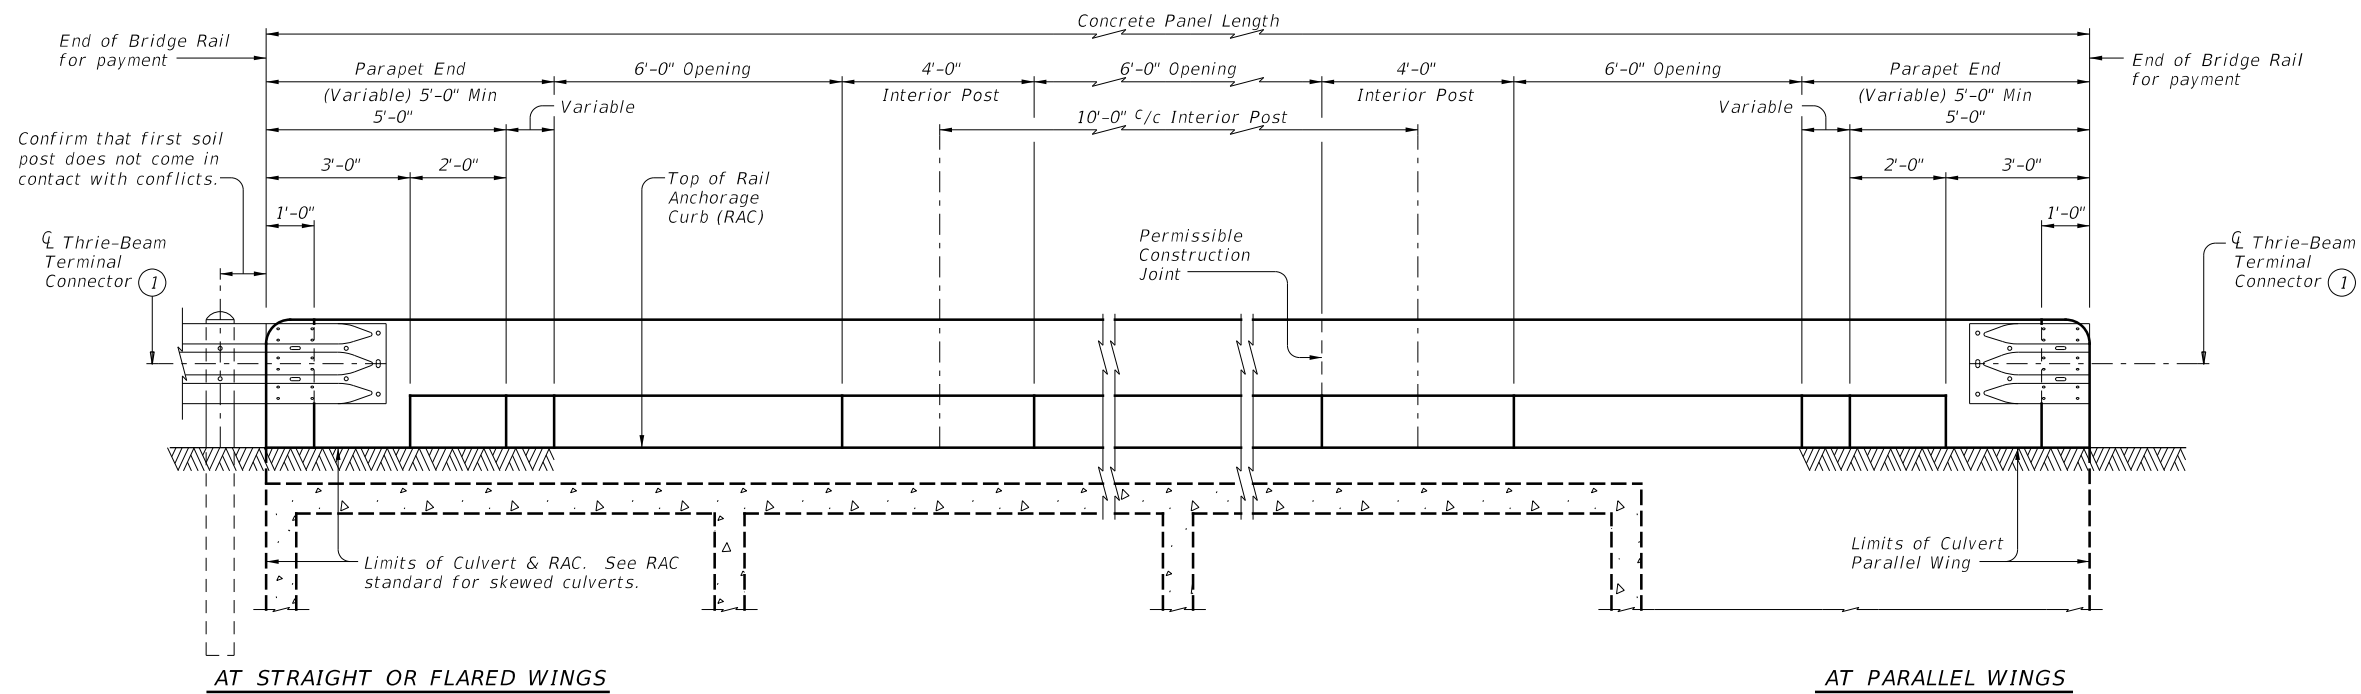 Concrete Panel Length
End of Bridge Rail
for payment
End of Bridge Rail
for payment
Parapet End
(Variable) 5'-0" Min
6'-0" Opening
4'-0"
Interior Post
6'-0" Opening
4'-0"
Interior Post
6'-0" Opening
Parapet End
(Variable) 5'-0" Min
5'-0"
Variable
10'-0" c/c Interior Post
Variable
5'-0"
Confirm that first soil
post does not come in
contact with conflicts.
3'-0"
2'-0"
2'-0"
3'-0"
Top of Rail
Anchorage
Curb (RAC)
1'-0"
1'-0"
℄ Thrie-Beam
Terminal
Connector 1
Permissible
Construction
Joint
℄ Thrie-Beam
Terminal
Connector 1
Limits of Culvert & RAC. See RAC
standard for skewed culverts.
Limits of Culvert
Parallel Wing
AT STRAIGHT OR FLARED WINGS
AT PARALLEL WINGS